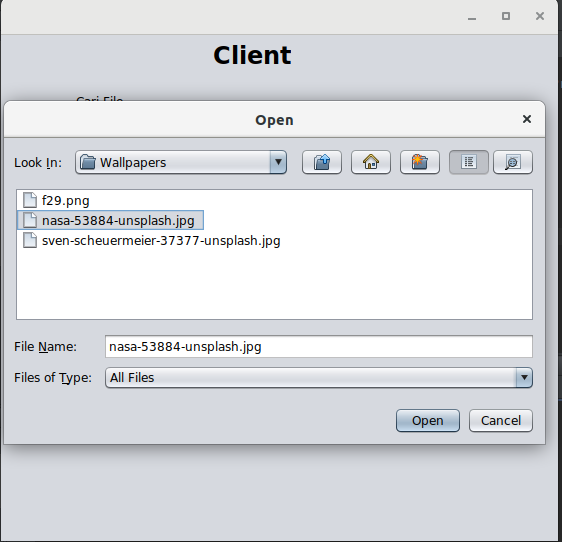 Client
Cari File
Open
Look In: Wallpapers
f29.png
nasa-53884-unsplash.jpg
sven-scheuermeier-37377-unsplash.jpg
File Name: nasa-53884-unsplash.jpg
Files of Type: All Files
Open Cancel